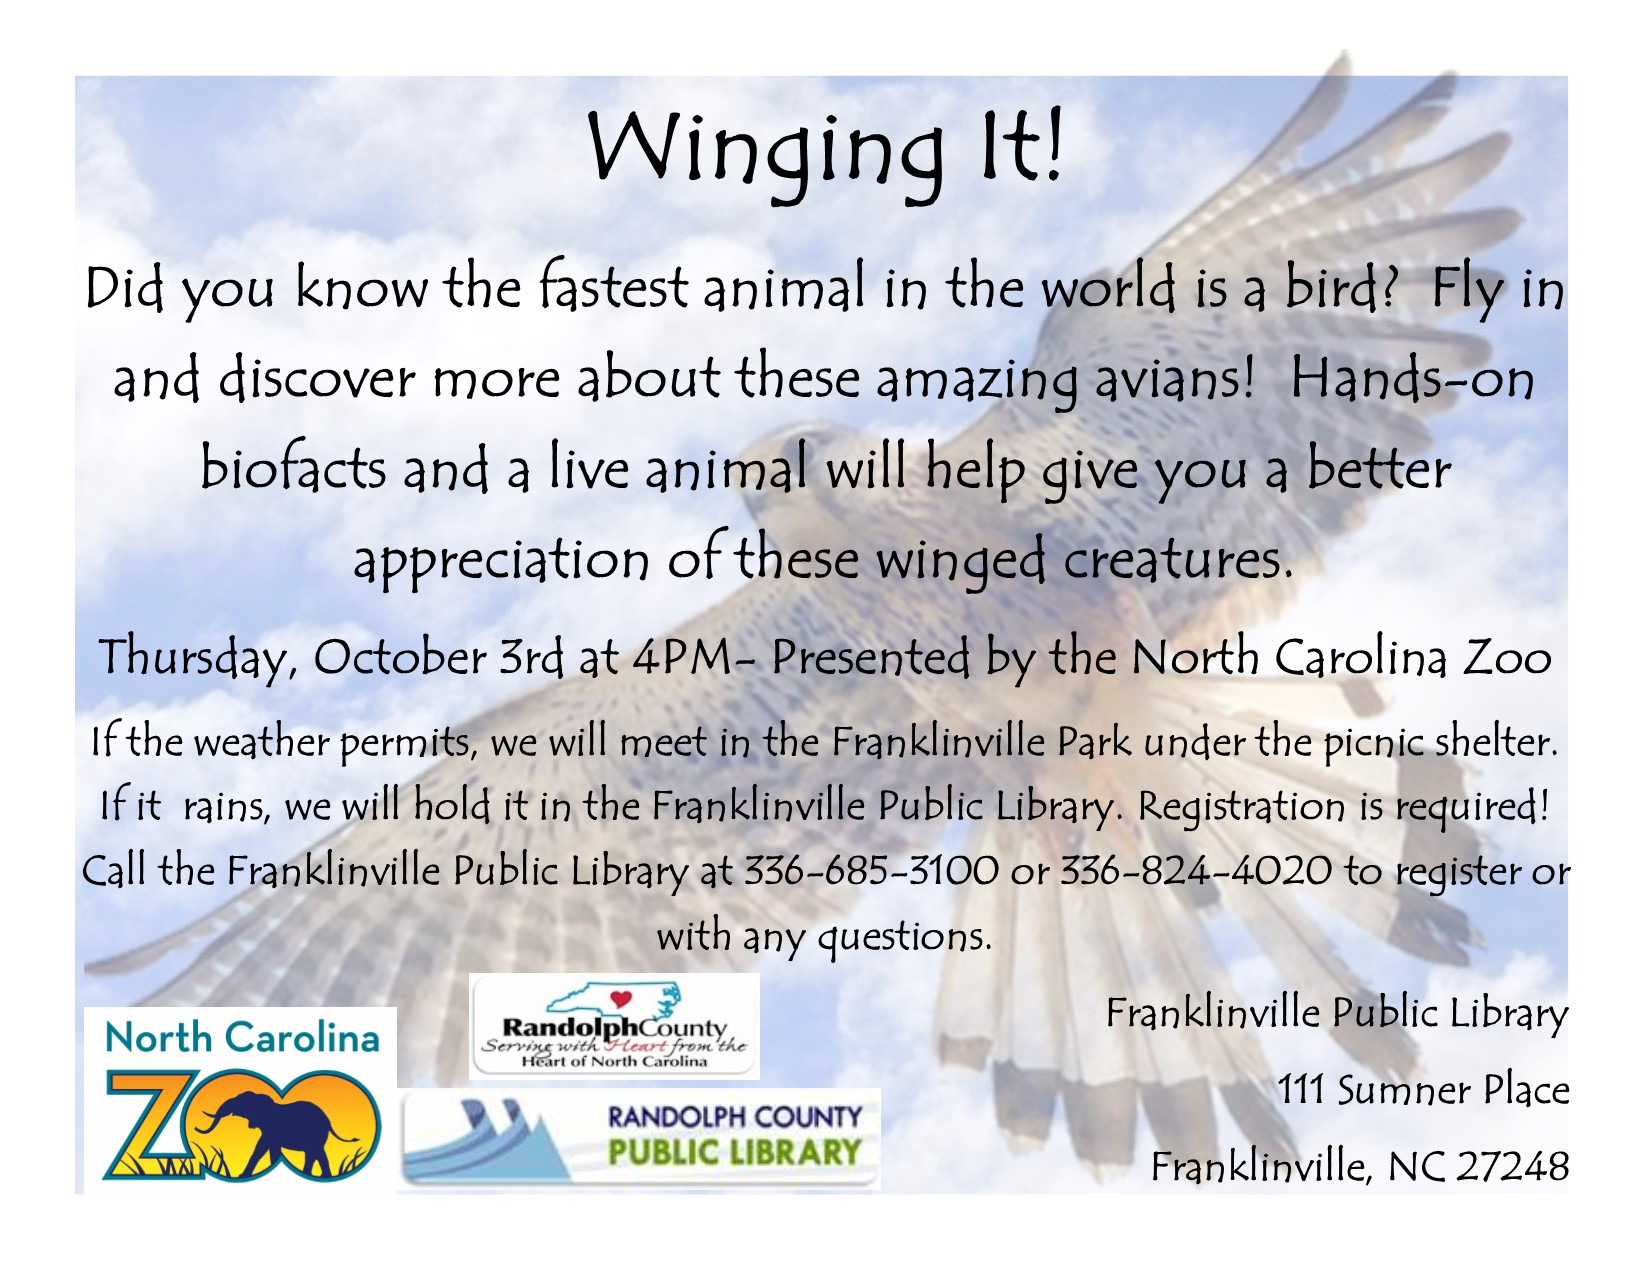 Winging It!
Did you know the fastest animal in the world is a bird? Fly in
and discover more about these amazing avians! Hands-on
biofacts and a live animal will help give you a better
appreciation of these winged creatures.
Thursday, October 3rd at 4PM- Presented by the North Carolina Zoo
If the weather permits, we will meet in the Franklinville Park under the picnic shelter.
If it rains, we will hold it in the Franklinville Public Library. Registration is required!
Call the Franklinville Public Library at 336-685-3100 or 336-824-4020 to register or
with any questions.
North Carolina
ZOO
RandolphCounty
Serving with Heart from the
Heart of North Carolina
RANDOLPH COUNTY
PUBLIC LIBRARY
Franklinville Public Library
111 Sumner Place
Franklinville, NC 27248